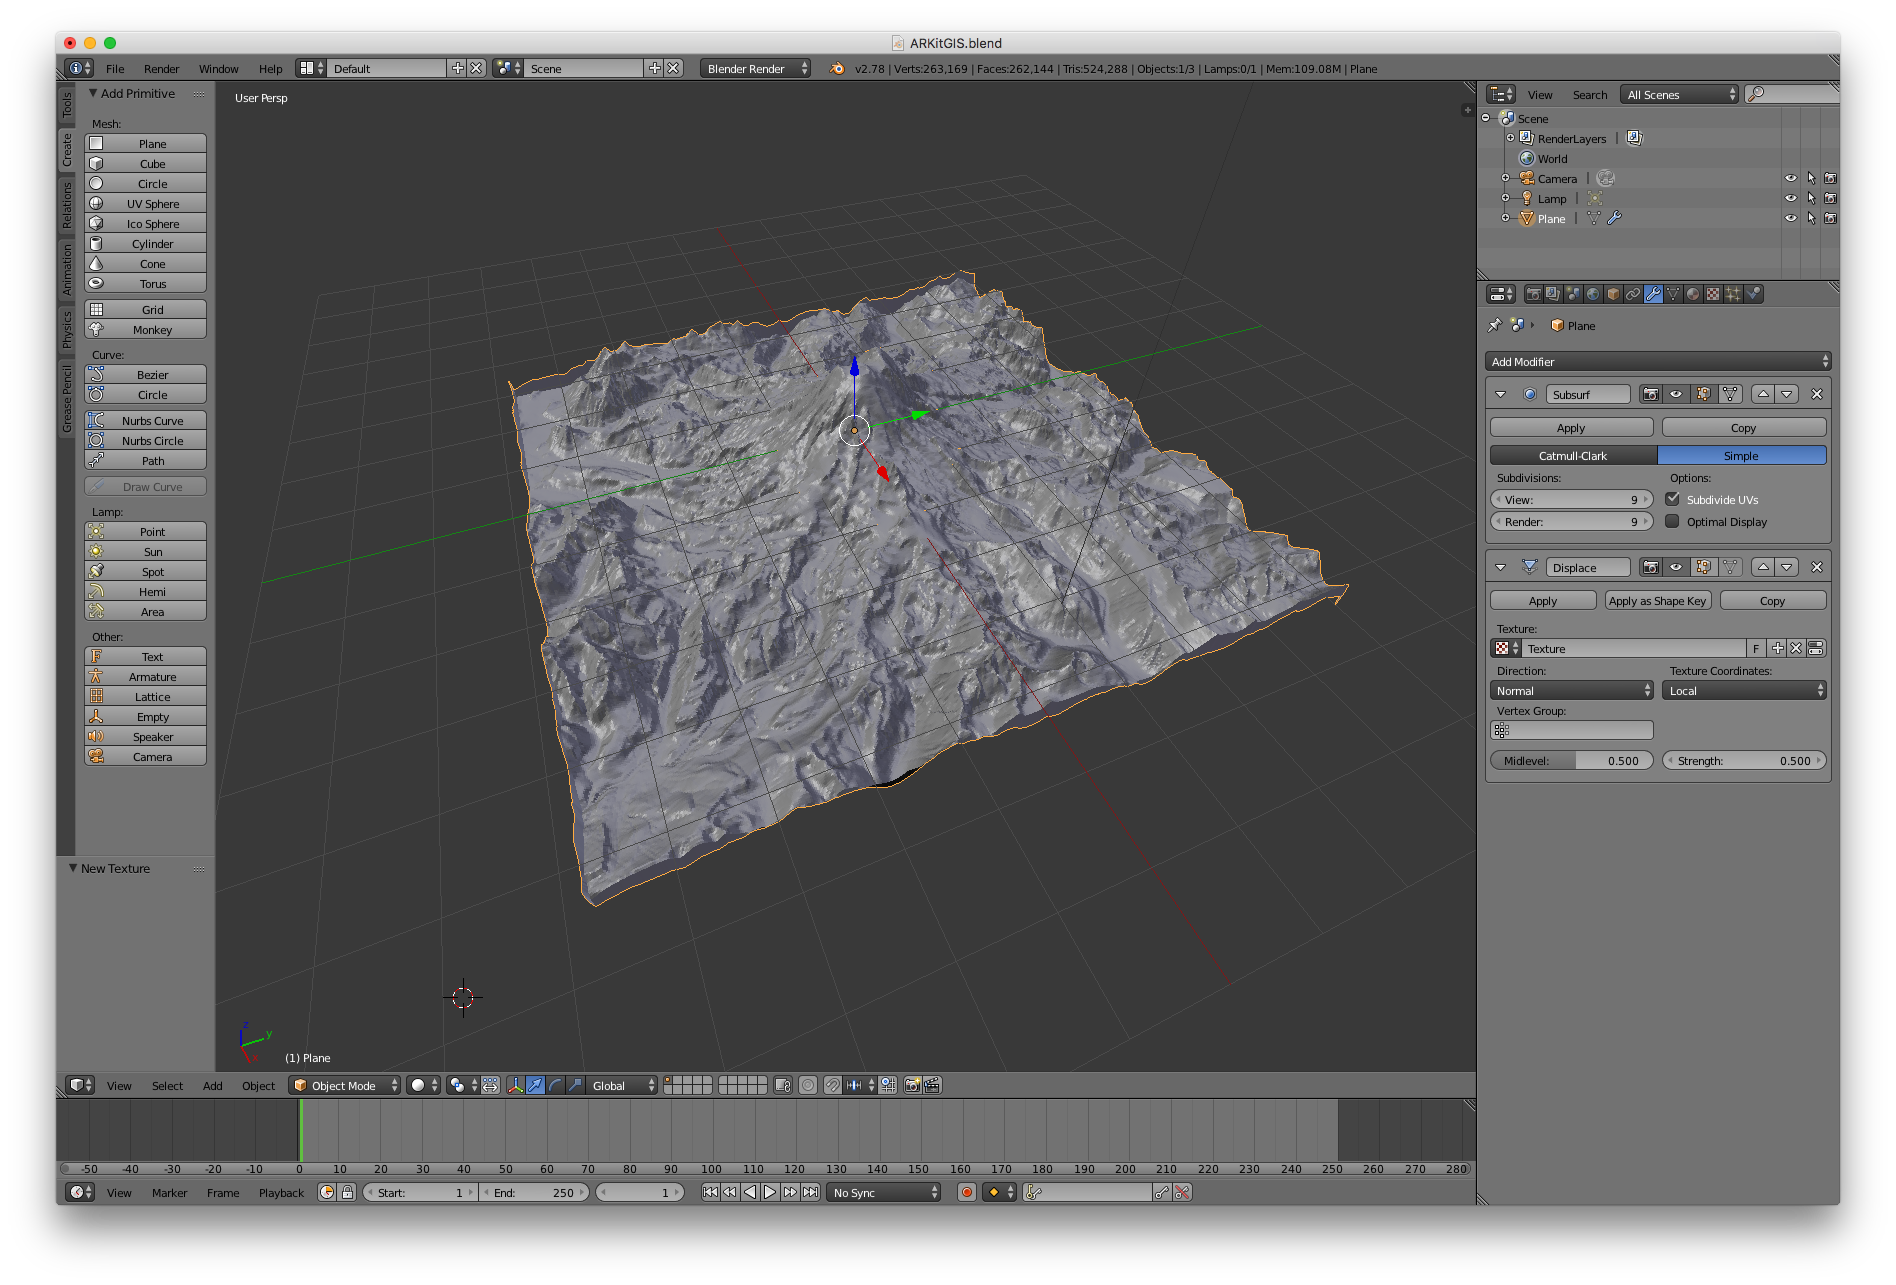 ARKitGIS.blend
File Render Window Help Default Scene Blender Render v2.78 | Verts:263,169 | Faces:262,144 | Tris:524,288 | Objects:1/3 | Lamps:0/1 | Mem:109.08M | Plane
Tools
Create
Relations
Animation
Physics
Grease Pencil
Add Primitive
Mesh:
Plane
Cube
Circle
UV Sphere
Ico Sphere
Cylinder
Cone
Torus
Grid
Monkey
Curve:
Bezier
Circle
Nurbs Curve
Nurbs Circle
Path
Draw Curve
Lamp:
Point
Sun
Spot
Hemi
Area
Other:
Text
Armature
Lattice
Empty
Speaker
Camera
New Texture
User Persp
z
y
x
(1) Plane
View Select Add Object Object Mode Global
-50 -40 -30 -20 -10 0 10 20 30 40 50 60 70 80 90 100 110 120 130 140 150 160 170 180 190 200 210 220 230 240 250 260 270 280
View Marker Frame Playback Start: 1 End: 250 1 No Sync
View Search All Scenes
Scene
RenderLayers
World
Camera
Lamp
Plane
Plane
Add Modifier
Subsurf
Apply Copy
Catmull-Clark Simple
Subdivisions: Options:
View: 9 Subdivide UVs
Render: 9 Optimal Display
Displace
Apply Apply as Shape Key Copy
Texture:
Texture F
Direction: Texture Coordinates:
Normal Local
Vertex Group:
Midlevel: 0.500 Strength: 0.500